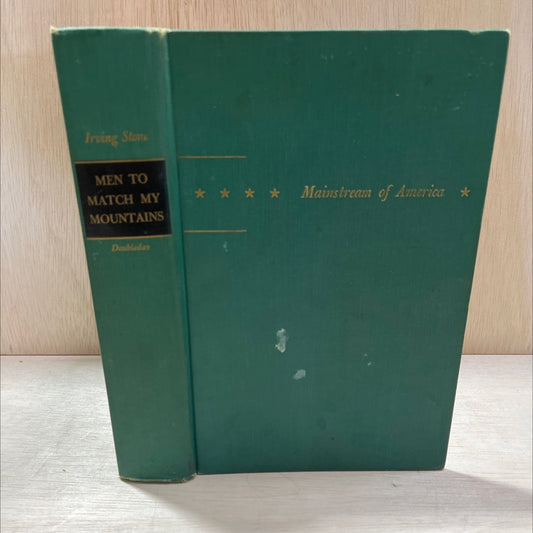 Irving Stone
MEN TO
MATCH MY
MOUNTAINS
Doubleday
★ ★ ★ ★ Mainstream of America ★